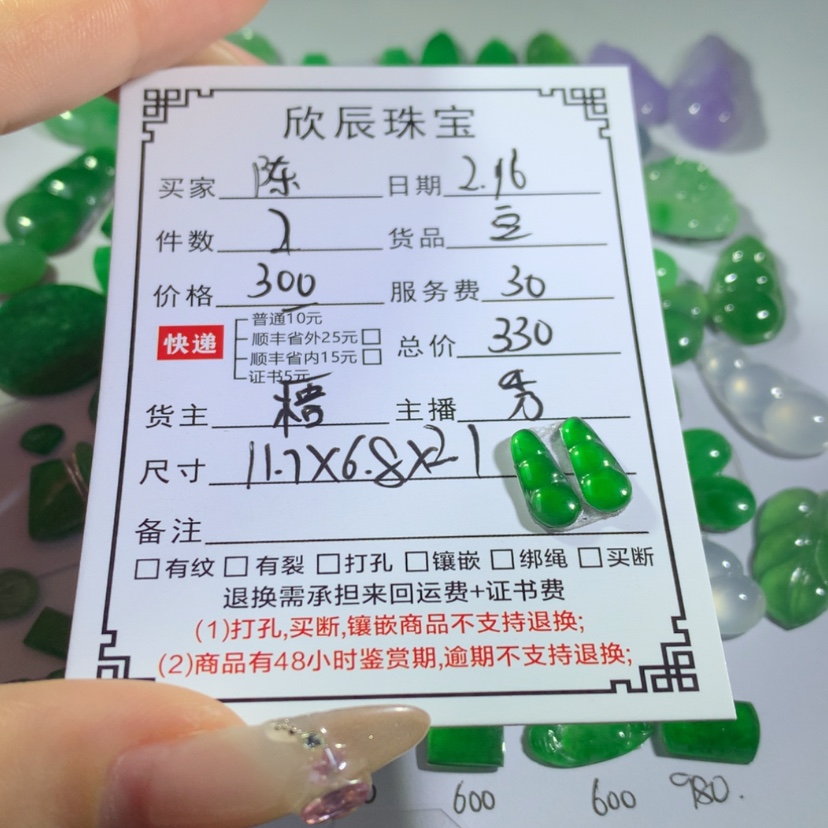 欣辰珠宝
买家 陈 日期 2.16
件数 2 货品 豆
价格 300 服务费 30
快递
普通10元
顺丰省外25元□
顺丰省内15元□
证书5元
总价 330
货主 梧 主播
尺寸 11.7X6.8X2.1
备注
□有纹 □有裂 □打孔 □镶嵌 □绑绳 □买断
退换需承担来回运费+证书费
(1)打孔,买断,镶嵌商品不支持退换;
(2)商品有48小时鉴赏期,逾期不支持退换;
600 600 980.